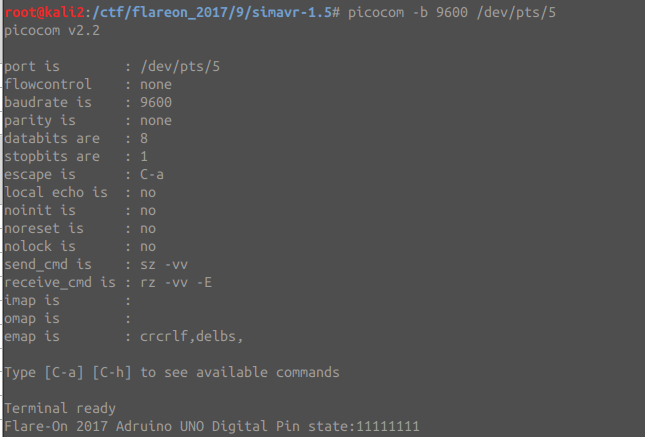 root@kali2:/ctf/flareon_2017/9/simavr-1.5# picocom -b 9600 /dev/pts/5
picocom v2.2
port is : /dev/pts/5
flowcontrol : none
baudrate is : 9600
parity is : none
databits are : 8
stopbits are : 1
escape is : C-a
local echo is : no
noinit is : no
noreset is : no
nolock is : no
send_cmd is : sz -vv
receive_cmd is : rz -vv -E
imap is :
omap is :
emap is : crcrlf,delbs,
Type [C-a] [C-h] to see available commands
Terminal ready
Flare-On 2017 Adruino UNO Digital Pin state:11111111